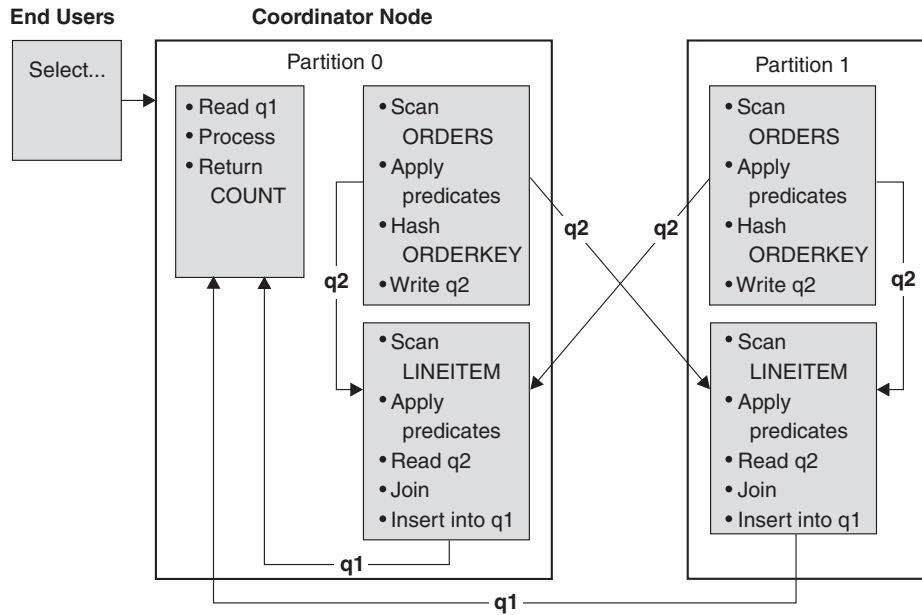 End Users
Coordinator Node
Select...
Partition 0
• Read q1
• Process
• Return
COUNT
• Scan
ORDERS
• Apply
predicates
• Hash
ORDERKEY
• Write q2
q2
• Scan
LINEITEM
• Apply
predicates
• Read q2
• Join
• Insert into q1
q1
q2
q2
Partition 1
• Scan
ORDERS
• Apply
predicates
• Hash
ORDERKEY
• Write q2
q2
• Scan
LINEITEM
• Apply
predicates
• Read q2
• Join
• Insert into q1
q1